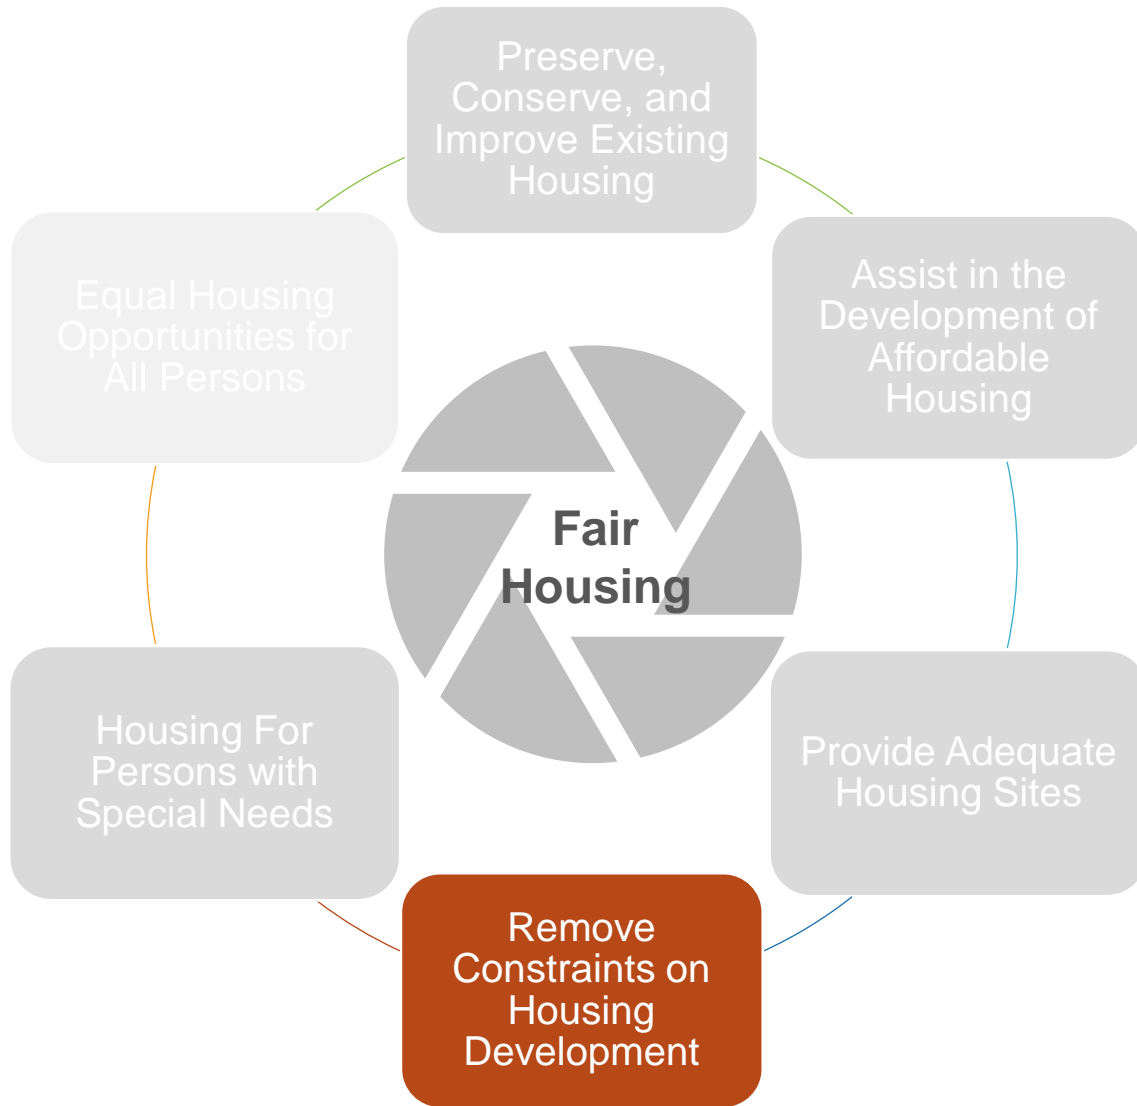 Preserve,
Conserve, and
Improve Existing
Housing
Equal Housing
Opportunities for
All Persons
Assist in the
Development of
Affordable
Housing
Fair
Housing
Housing For
Persons with
Special Needs
Provide Adequate
Housing Sites
Remove
Constraints on
Housing
Development